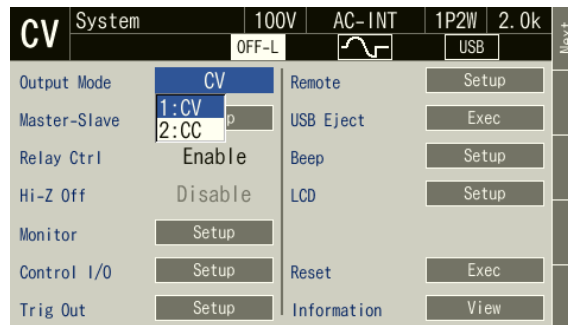 CV System 100V AC-INT 1P2W 2.0k
OFF-L USB
Next
Output Mode CV
1:CV
2:CC
Master-Slave p
Relay Ctrl Enable
Hi-Z Off Disable
Monitor Setup
Control I/O Setup
Trig Out Setup
Remote Setup
USB Eject Exec
Beep Setup
LCD Setup
Reset Exec
Information View